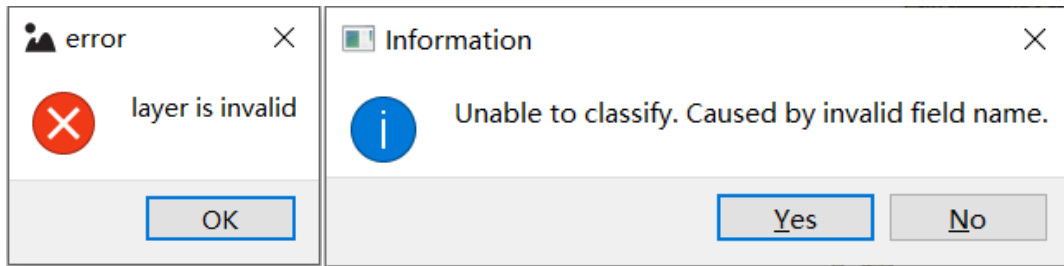 error
layer is invalid
OK
Information
Unable to classify. Caused by invalid field name.
Yes
No